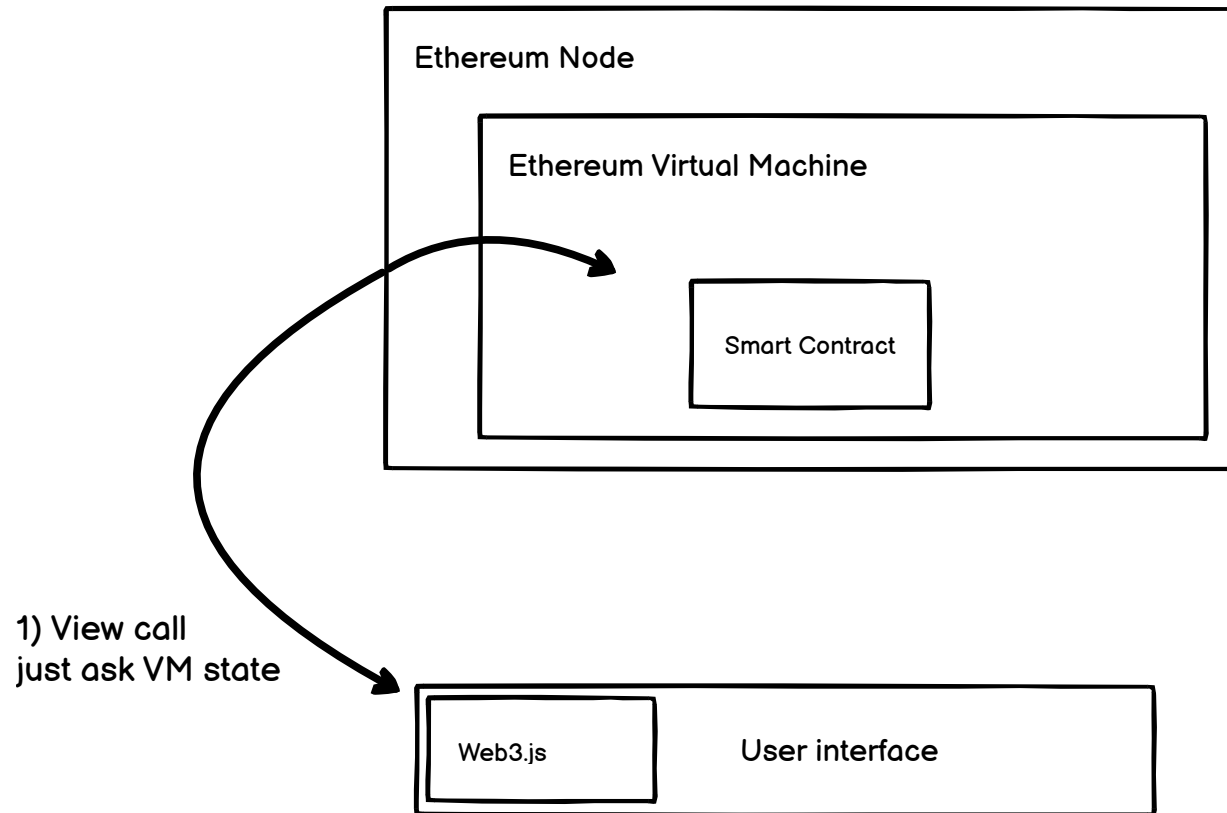 Ethereum Node
Ethereum Virtual Machine
Smart Contract
1) View call
just ask VM state
Web3.js
User interface